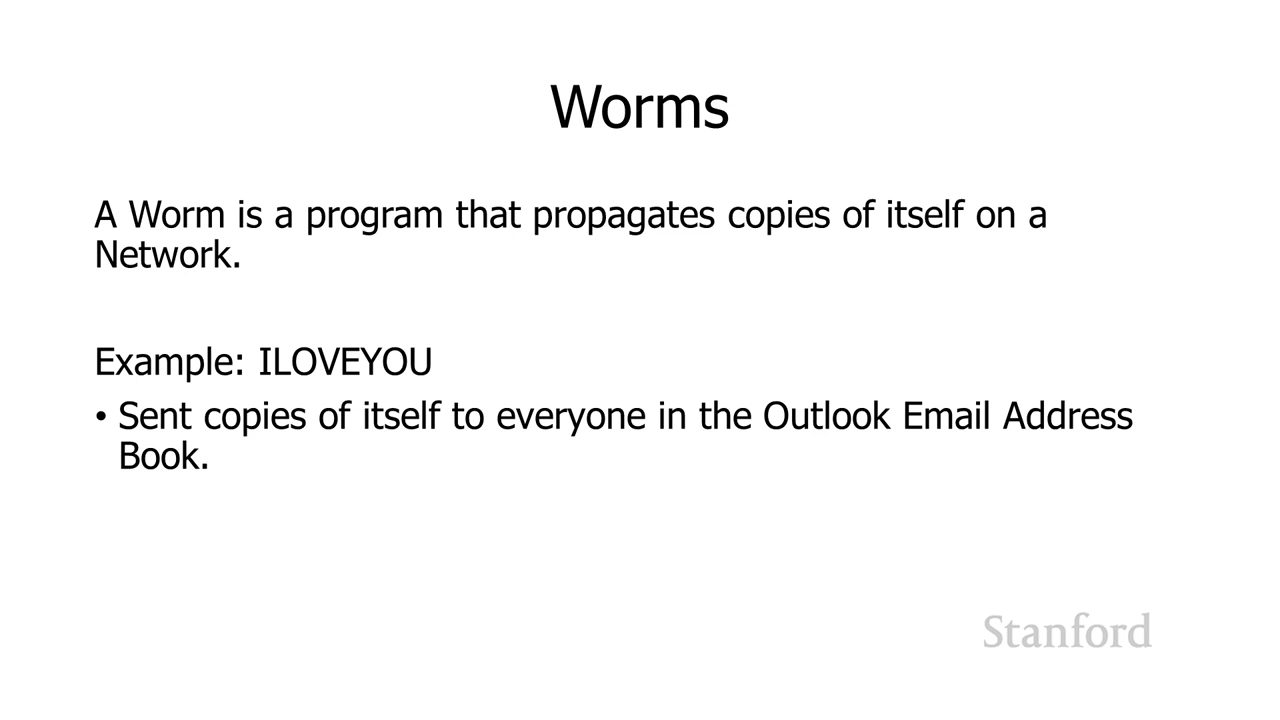 Worms
A Worm is a program that propagates copies of itself on a
Network.
Example: ILOVEYOU
• Sent copies of itself to everyone in the Outlook Email Address
Book.
Stanford